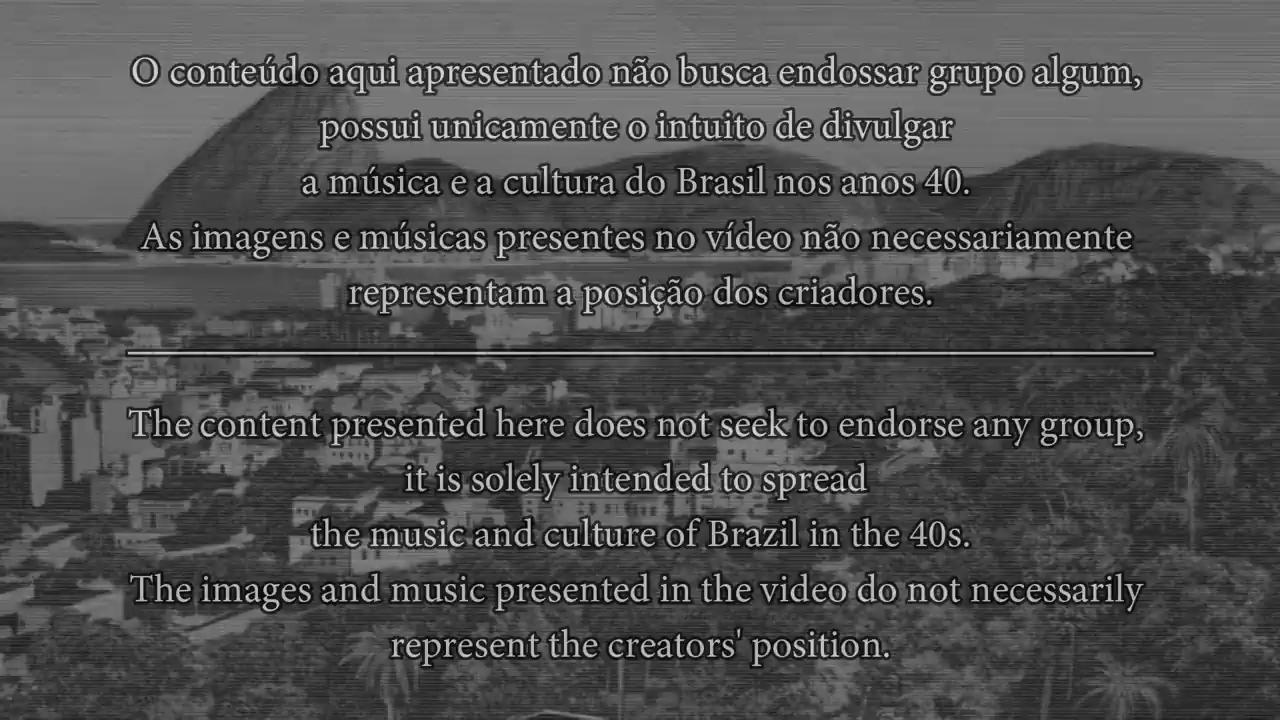 O conteúdo aqui apresentado não busca endossar grupo algum,
possui unicamente o intuito de divulgar
a música e a cultura do Brasil nos anos 40.
As imagens e músicas presentes no vídeo não necessariamente
representam a posição dos criadores.
The content presented here does not seek to endorse any group,
it is solely intended to spread
the music and culture of Brazil in the 40s.
The images and music presented in the video do not necessarily
represent the creators' position.